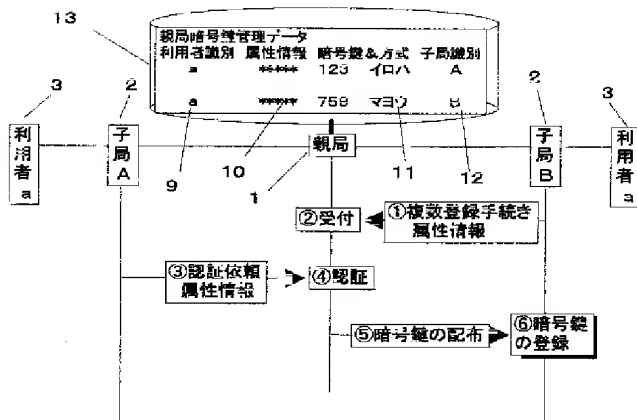 13
親局暗号鍵管理データ
利用者識別 属性情報 暗号鍵&方式 子局識別
a ***** 123 イロハ A
a ***** 759 マヨウ B
3
2
2
3
利用者a
子局A
親局
子局B
利用者a
9
10
1
11
12
②受付
①複数登録手続き
属性情報
③認証依頼
属性情報
④認証
⑤暗号鍵の配布
⑥暗号鍵
の登録